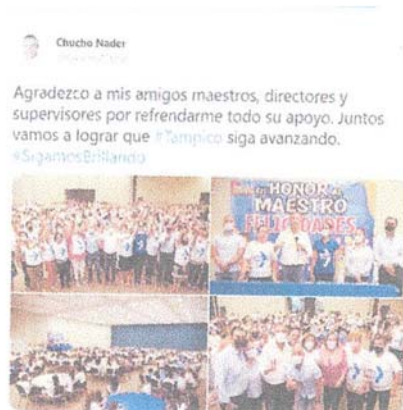 Chucho Nader
Agradezco a mis amigos maestros, directores y
supervisores por refrendarme todo su apoyo. Juntos
vamos a lograr que #Tampico siga avanzando.
#SigamosBrillando
HONOR
MAESTRO
FELICIDADES